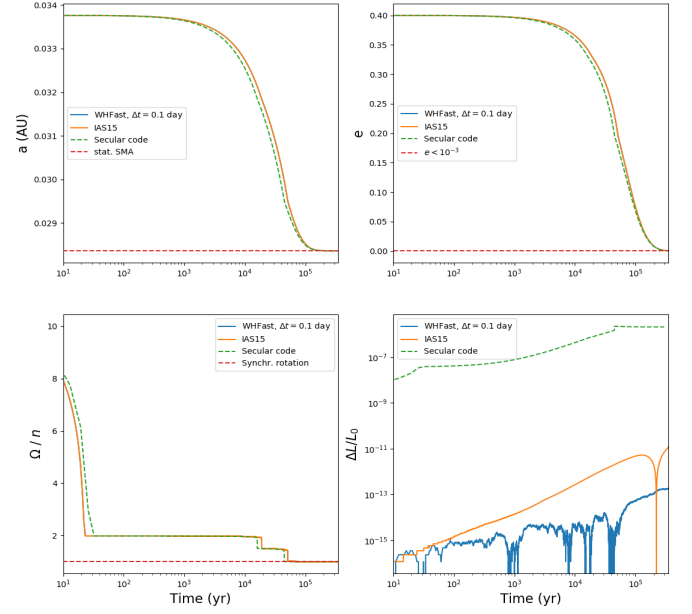 0.034
0.033
0.032
0.031
0.030
0.029
a (AU)
WHFast, Δt = 0.1 day
IAS15
Secular code
stat. SMA
10¹ 10² 10³ 10⁴ 10⁵
0.40
0.35
0.30
0.25
0.20
0.15
0.10
0.05
0.00
e
WHFast, Δt = 0.1 day
IAS15
Secular code
e < 10⁻³
10¹ 10² 10³ 10⁴ 10⁵
10
8
6
4
2
Ω / n
WHFast, Δt = 0.1 day
IAS15
Secular code
Synchr. rotation
10¹ 10² 10³ 10⁴ 10⁵
Time (yr)
10⁻⁷
10⁻⁹
10⁻¹¹
10⁻¹³
10⁻¹⁵
ΔL/L₀
WHFast, Δt = 0.1 day
IAS15
Secular code
10¹ 10² 10³ 10⁴ 10⁵
Time (yr)